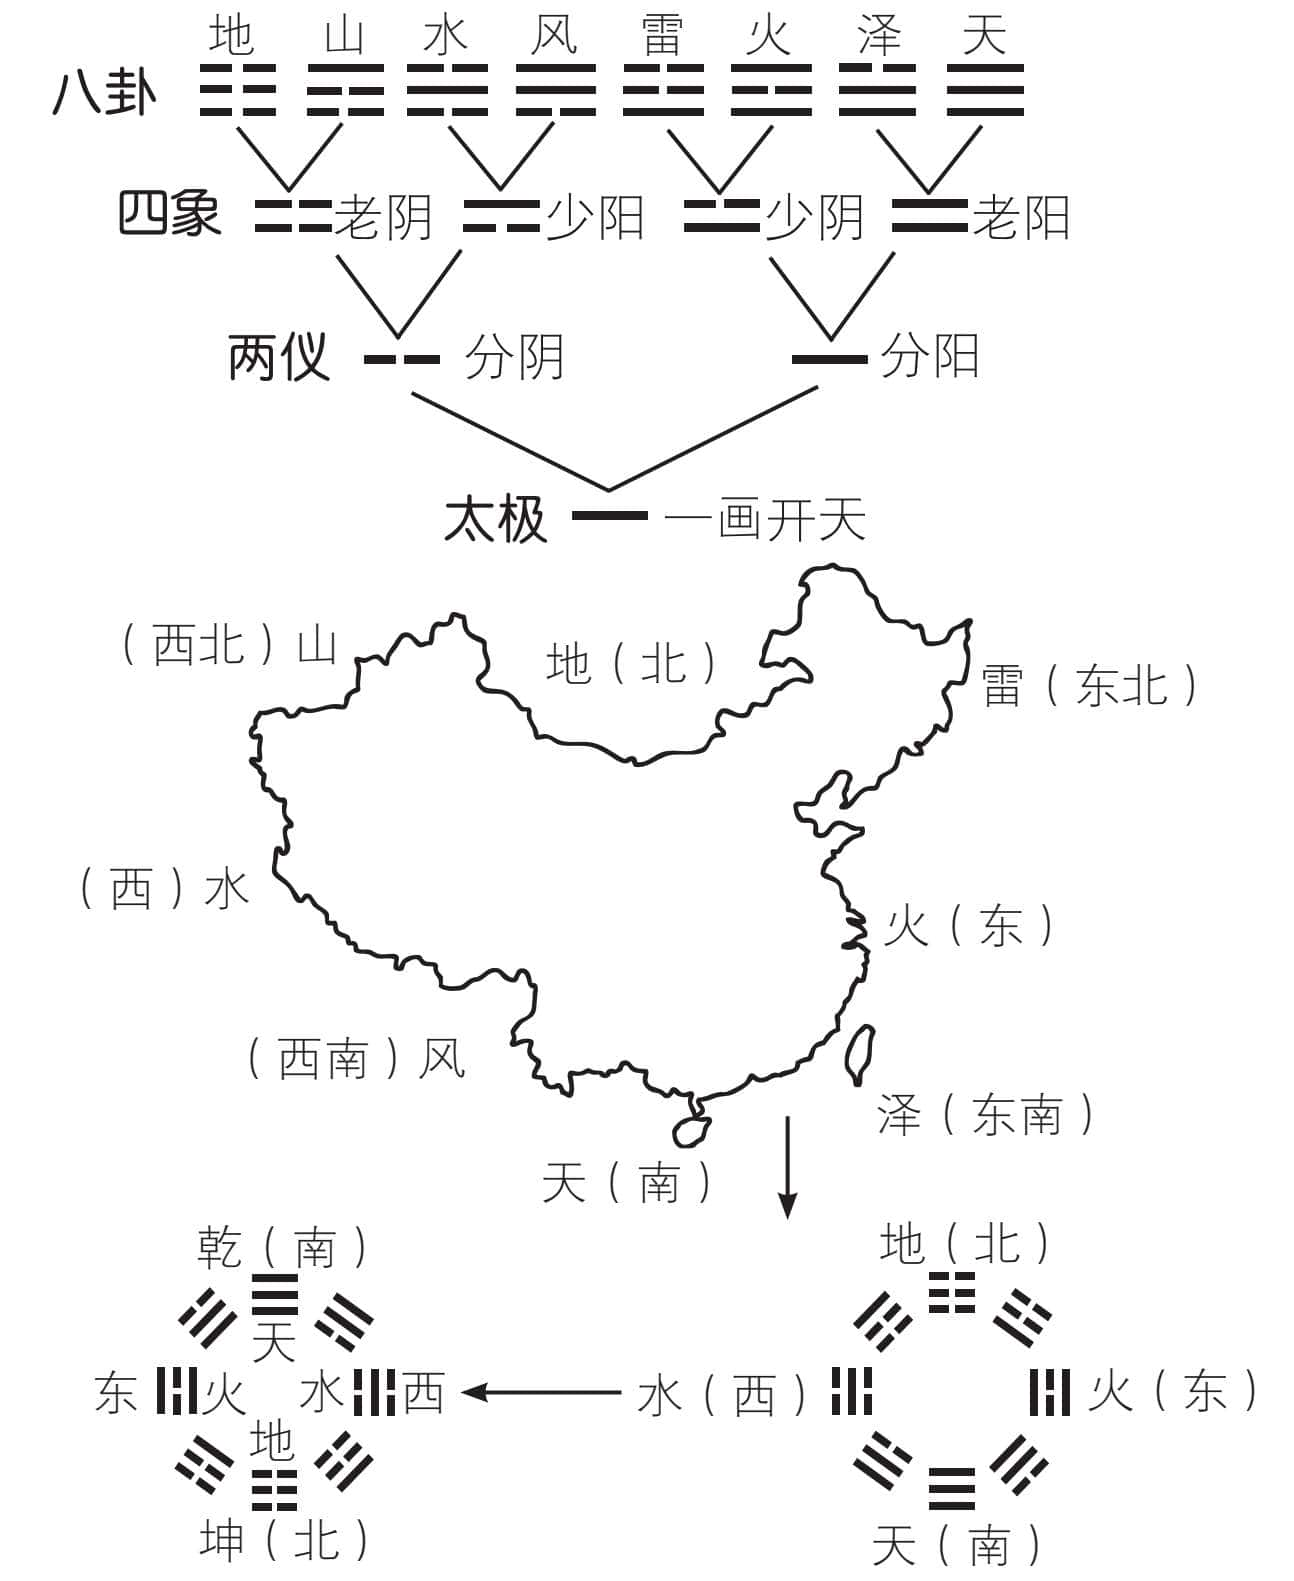 地 山 水 风 雷 火 泽 天
八卦
四象 老阴 少阳 少阴 老阳
两仪 分阴 分阳
太极 一画开天
（西北）山
地（北）
雷（东北）
（西）水
火（东）
（西南）风
泽（东南）
天（南）
乾（南）
地（北）
天
东 火 水 西
水（西）
火（东）
地
坤（北）
天（南）